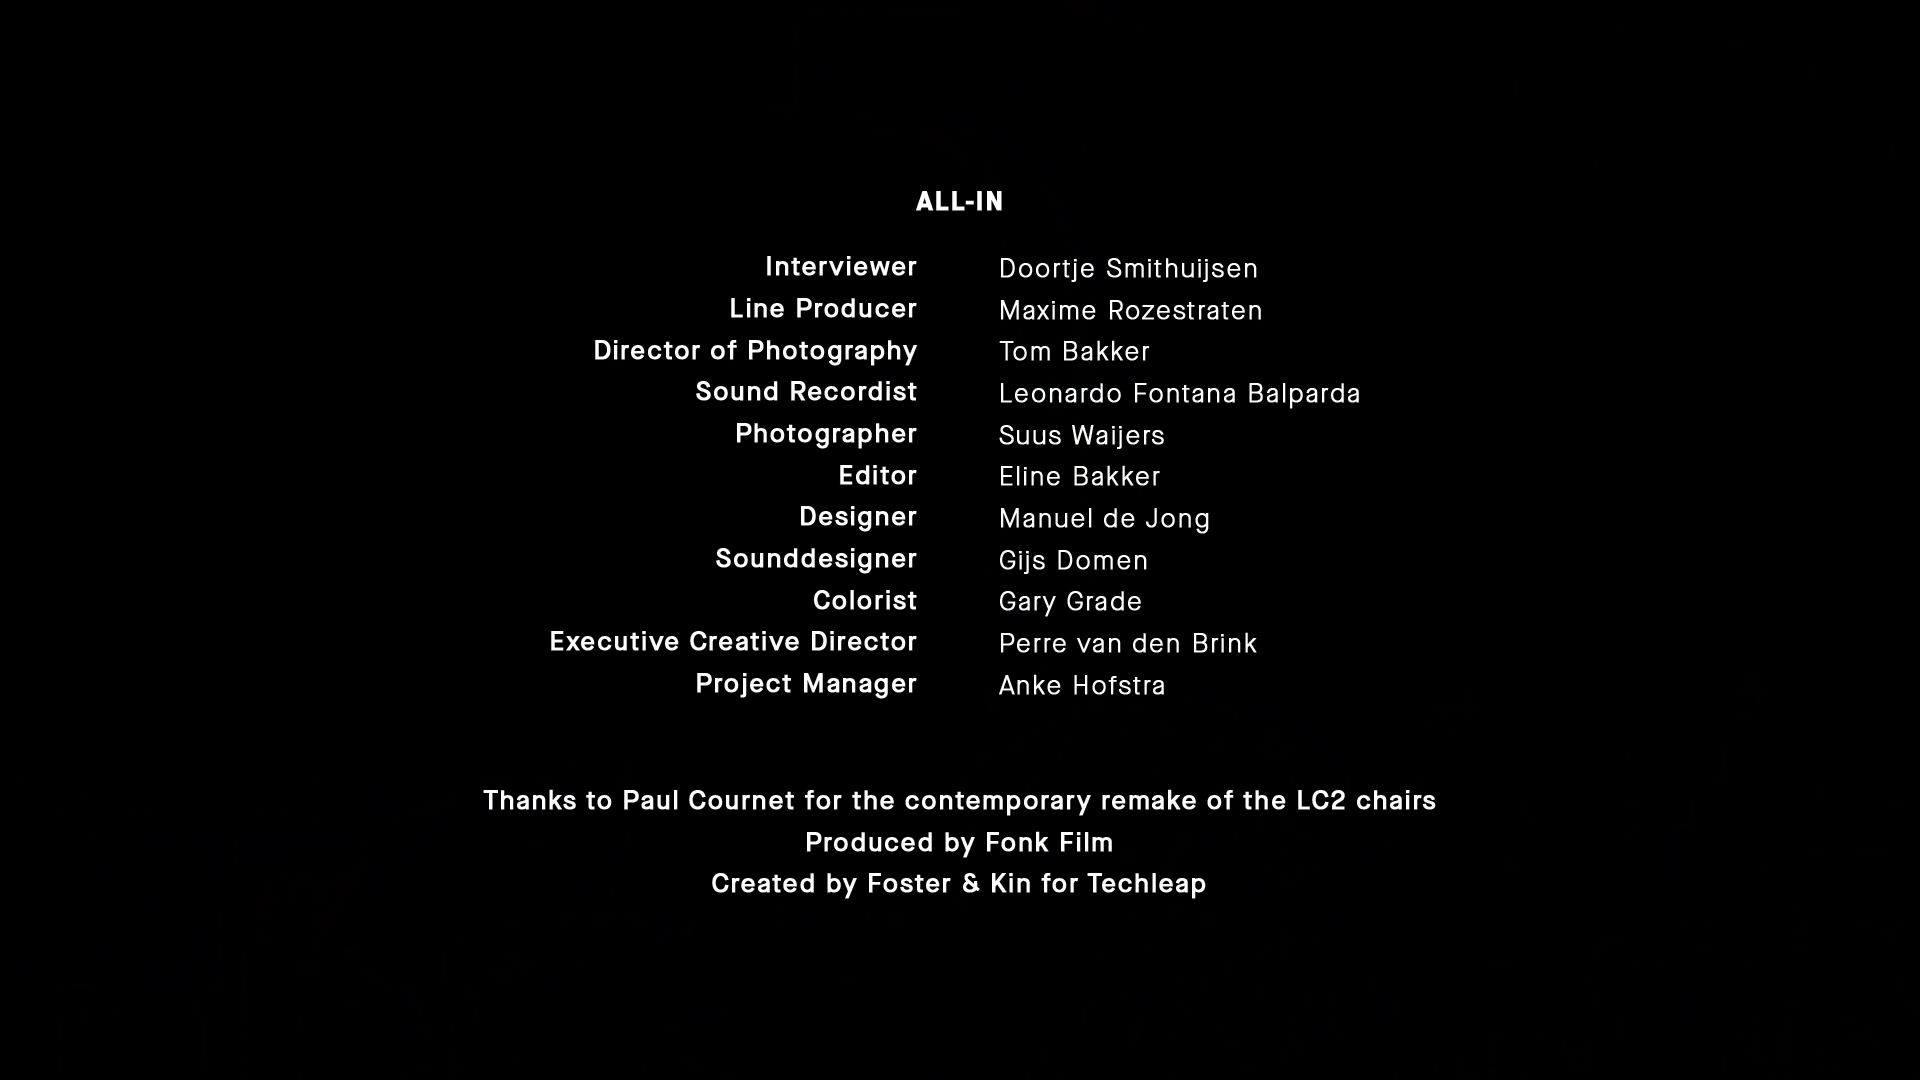 ALL-IN
Interviewer Doortje Smithuijsen
Line Producer Maxime Rozestraten
Director of Photography Tom Bakker
Sound Recordist Leonardo Fontana Balparda
Photographer Suus Waijers
Editor Eline Bakker
Designer Manuel de Jong
Sounddesigner Gijs Domen
Colorist Gary Grade
Executive Creative Director Perre van den Brink
Project Manager Anke Hofstra
Thanks to Paul Cournet for the contemporary remake of the LC2 chairs
Produced by Fonk Film
Created by Foster & Kin for Techleap